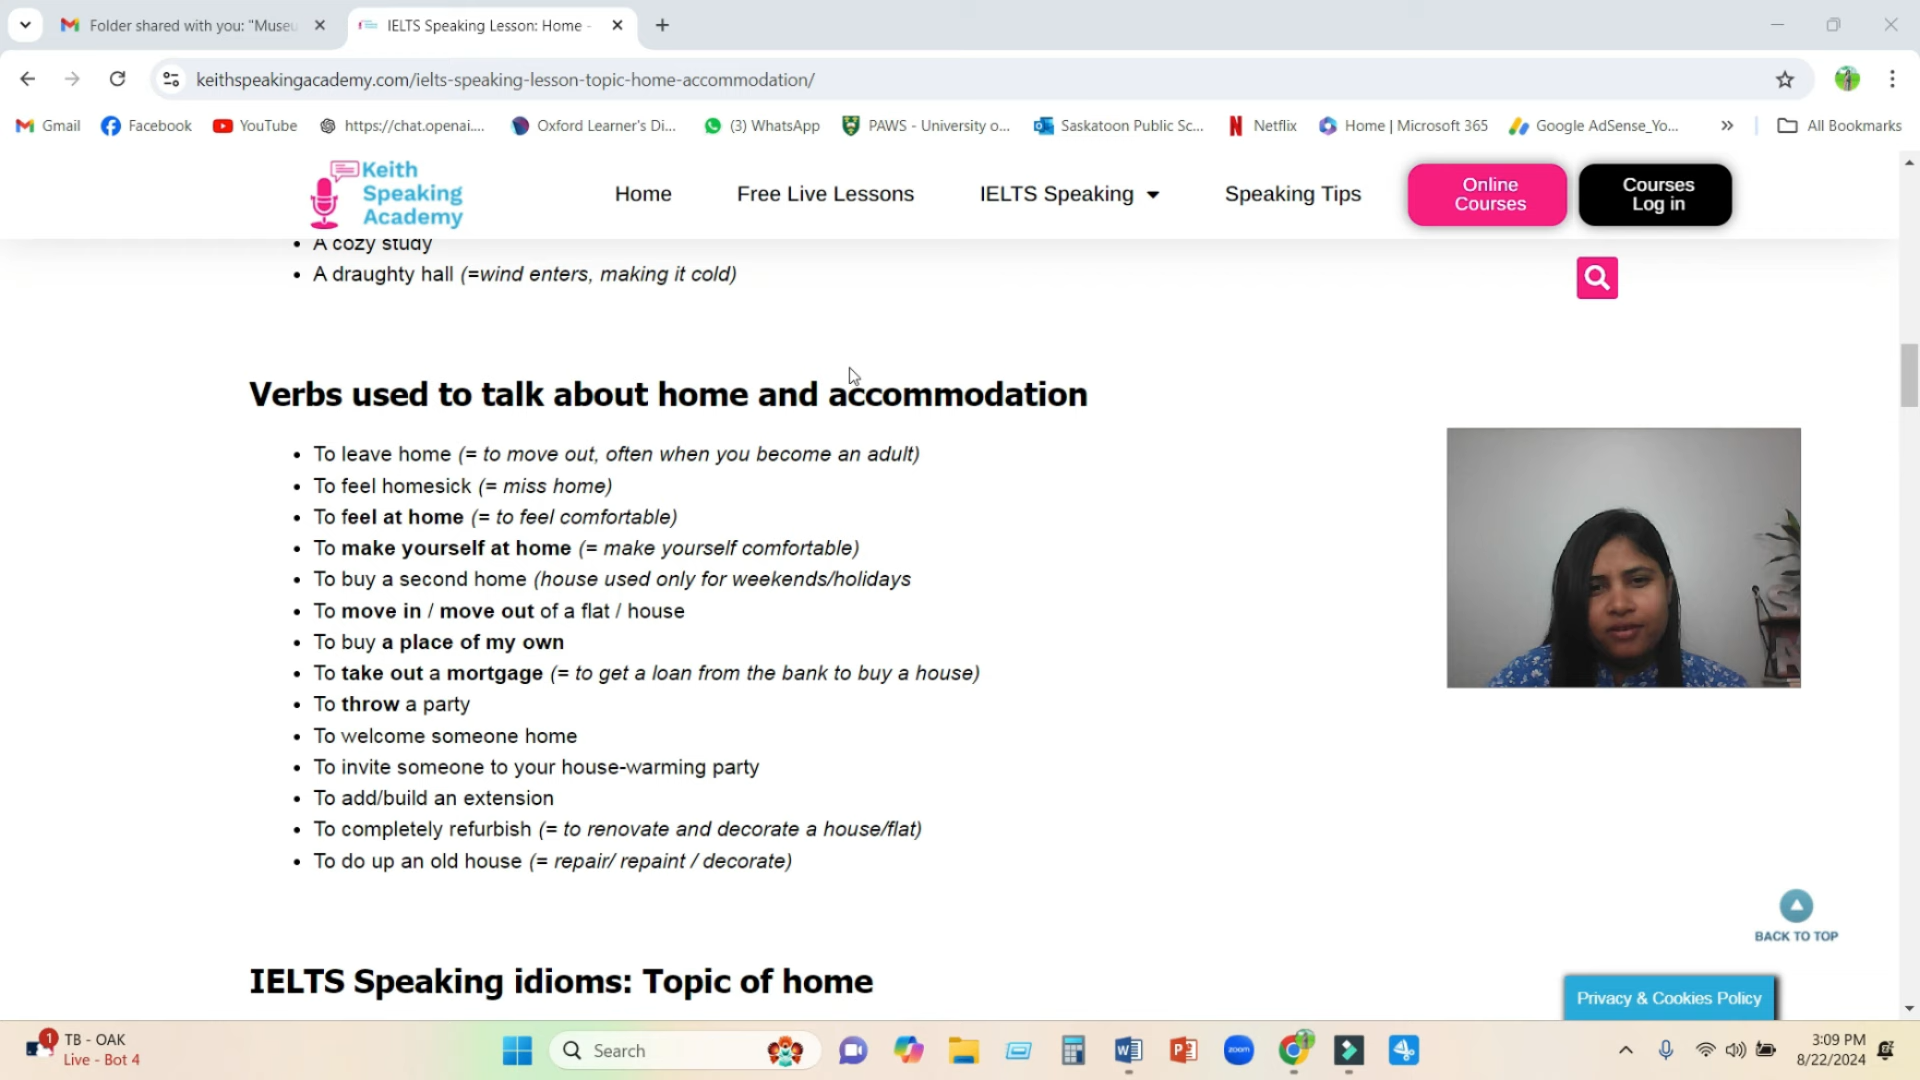 Folder shared with you: "Museu
IELTS Speaking Lesson: Home -
keithspeakingacademy.com/ielts-speaking-lesson-topic-home-accommodation/
Gmail Facebook YouTube https://chat.openai.... Oxford Learner's Di... (3) WhatsApp PAWS - University o... Saskatoon Public Sc... Netflix Home | Microsoft 365 Google AdSense_Yo... » All Bookmarks
Keith
Speaking
Academy
Home Free Live Lessons IELTS Speaking Speaking Tips
Online
Courses
Courses
Log in
• A cozy study
• A draughty hall (=wind enters, making it cold)
Verbs used to talk about home and accommodation
• To leave home (= to move out, often when you become an adult)
• To feel homesick (= miss home)
• To feel at home (= to feel comfortable)
• To make yourself at home (= make yourself comfortable)
• To buy a second home (house used only for weekends/holidays
• To move in / move out of a flat / house
• To buy a place of my own
• To take out a mortgage (= to get a loan from the bank to buy a house)
• To throw a party
• To welcome someone home
• To invite someone to your house-warming party
• To add/build an extension
• To completely refurbish (= to renovate and decorate a house/flat)
• To do up an old house (= repair/ repaint / decorate)
BACK TO TOP
IELTS Speaking idioms: Topic of home
Privacy & Cookies Policy
1
TB - OAK
Live - Bot 4
Search
zoom
3:09 PM
8/22/2024